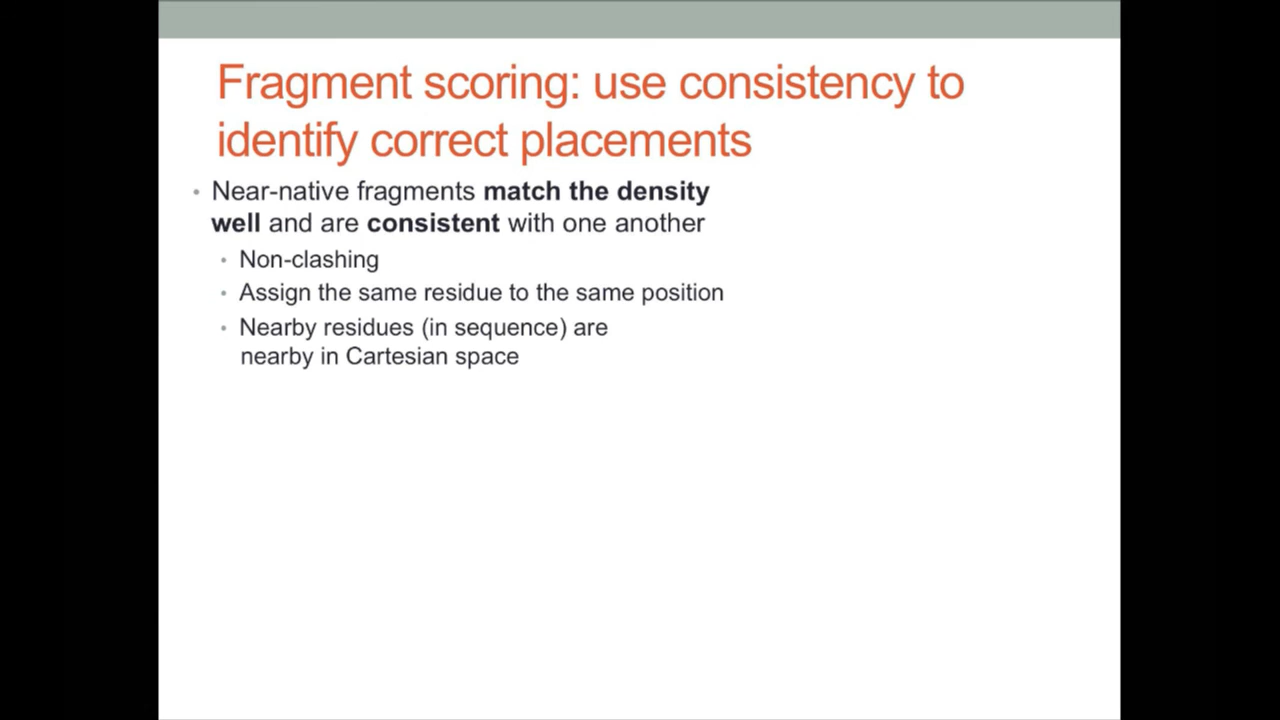 Fragment scoring: use consistency to
identify correct placements
• Near-native fragments match the density
well and are consistent with one another
• Non-clashing
• Assign the same residue to the same position
• Nearby residues (in sequence) are
nearby in Cartesian space